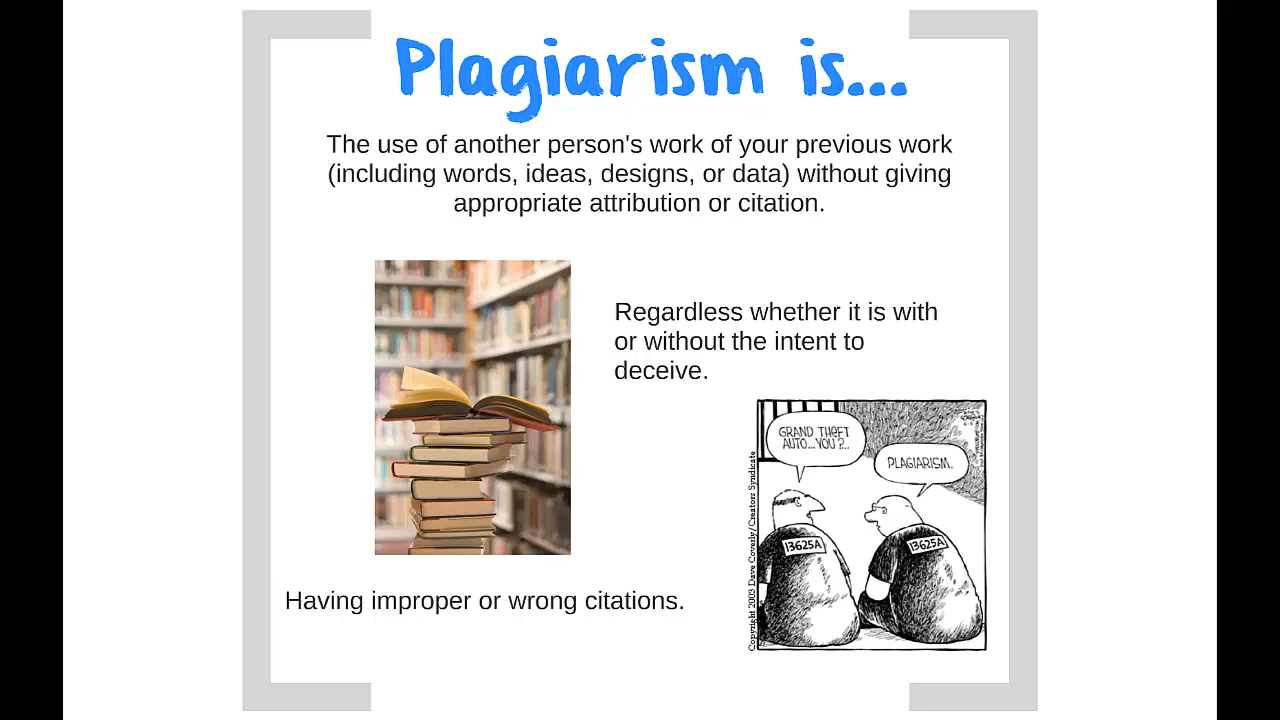 Plagiarism is...
The use of another person's work of your previous work
(including words, ideas, designs, or data) without giving
appropriate attribution or citation.
Regardless whether it is with
or without the intent to
deceive.
GRAND THEFT
AUTO...YOU?..
PLAGIARISM.
13625A
13625A
Copyright 2003 Dave Coverly/Creators Syndicate
Having improper or wrong citations.